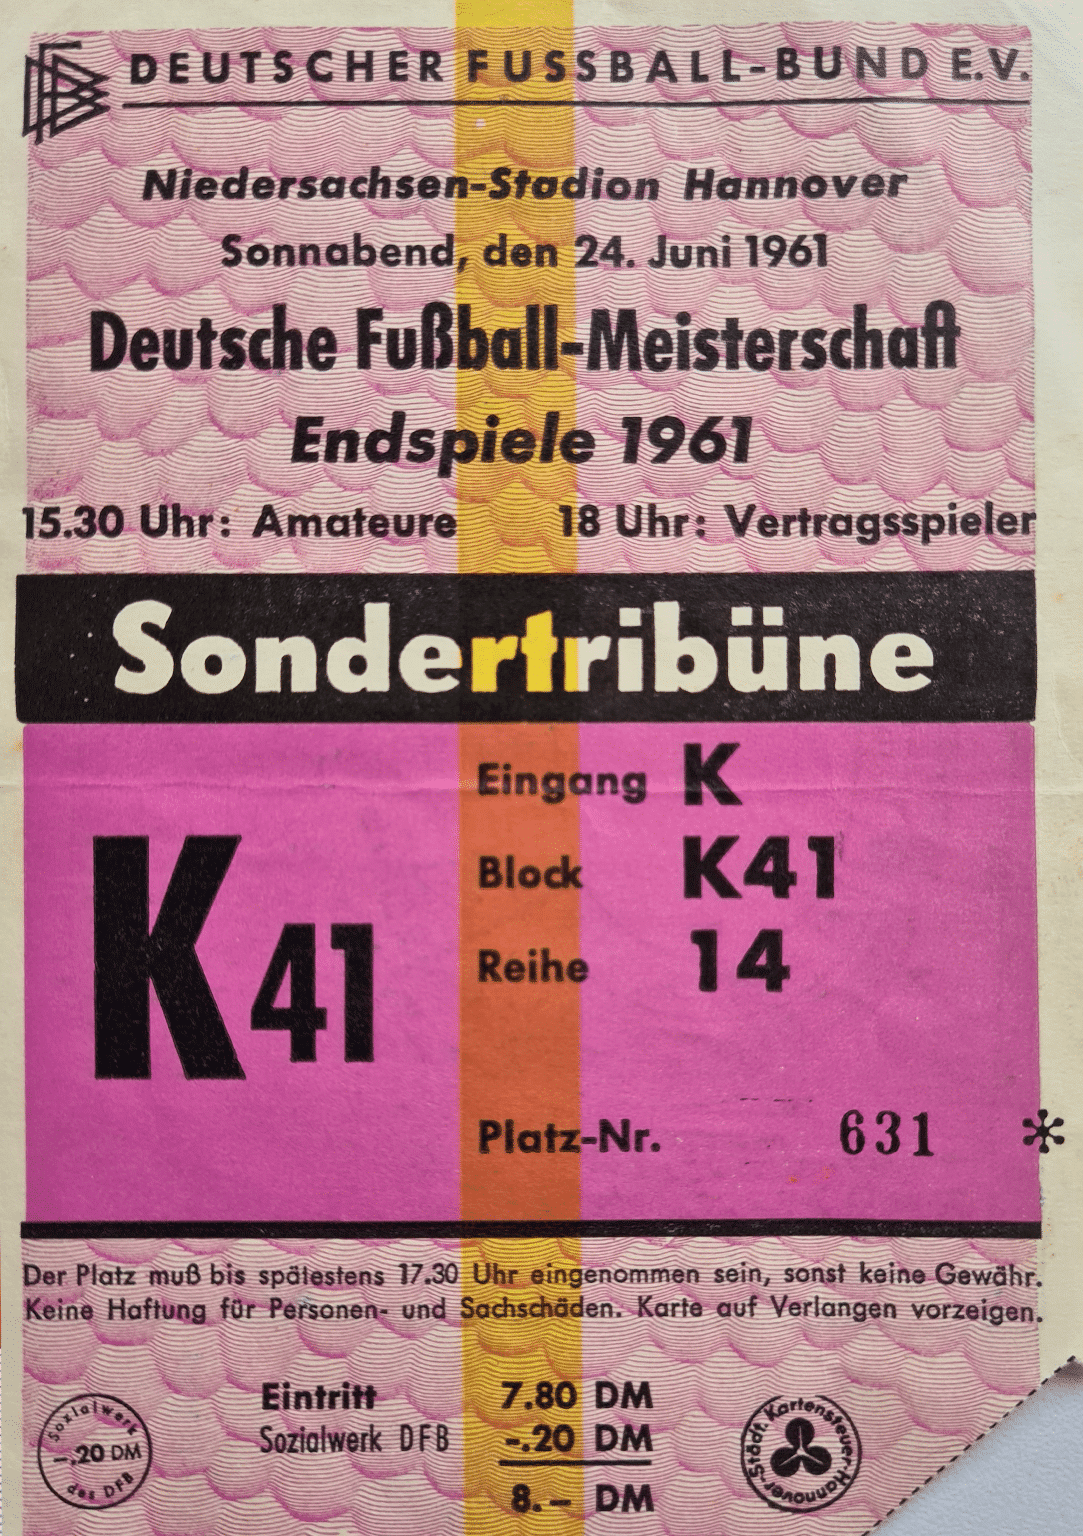 DFB
DEUTSCHER FUSSBALL-BUND E.V.
Niedersachsen-Stadion Hannover
Sonnabend, den 24. Juni 1961
Deutsche Fußball-Meisterschaft
Endspiele 1961
15.30 Uhr: Amateure 18 Uhr: Vertragsspieler
Sondertribüne
K41
Eingang K
Block K41
Reihe 14
Platz-Nr. 631 *
Der Platz muß bis spätestens 17.30 Uhr eingenommen sein, sonst keine Gewähr.
Keine Haftung für Personen- und Sachschäden. Karte auf Verlangen vorzeigen.
Eintritt 7.80 DM
Sozialwerk DFB -.20 DM
8.— DM
Sozialwerk
-.20 DM
des DFB
Städt. Kartensteuer-Hannover-